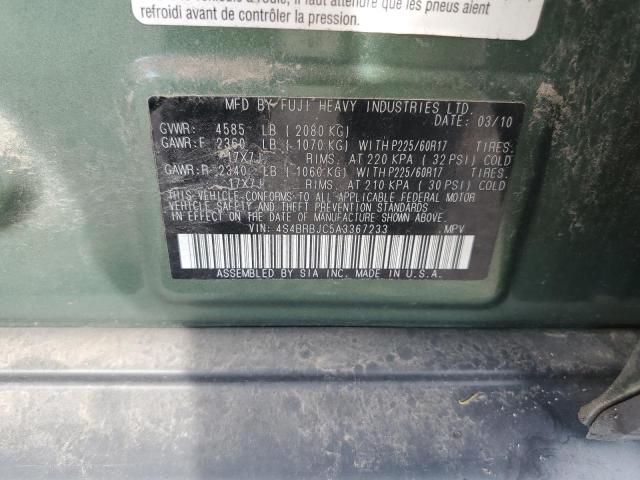 refroidi avant de contrôler la pression.
MFD BY FUJI HEAVY INDUSTRIES LTD.
DATE: 03/10
GVWR: 4585 LB ( 2080 KG)
GAWR:F 2360 LB ( 1070 KG) WITH P225/60R17 TIRES.
17X7J RIMS. AT 220 KPA ( 32 PSI) COLD
GAWR:R 2340 LB ( 1060 KG) WITH P225/60R17 TIRES.
17X7J RIMS. AT 210 KPA ( 30 PSI) COLD
THIS VEHICLE CONFORMS TO ALL APPLICABLE FEDERAL MOTOR
VEHICLE SAFETY, BUMPER, AND THEFT PREVENTION STANDARDS
IN EFFECT ON THE DATE OF MANUFACTURE SHOWN ABOVE.
VIN: 4S4BRBJC5A3367233 MPV
ASSEMBLED BY SIA INC. MADE IN U.S.A.